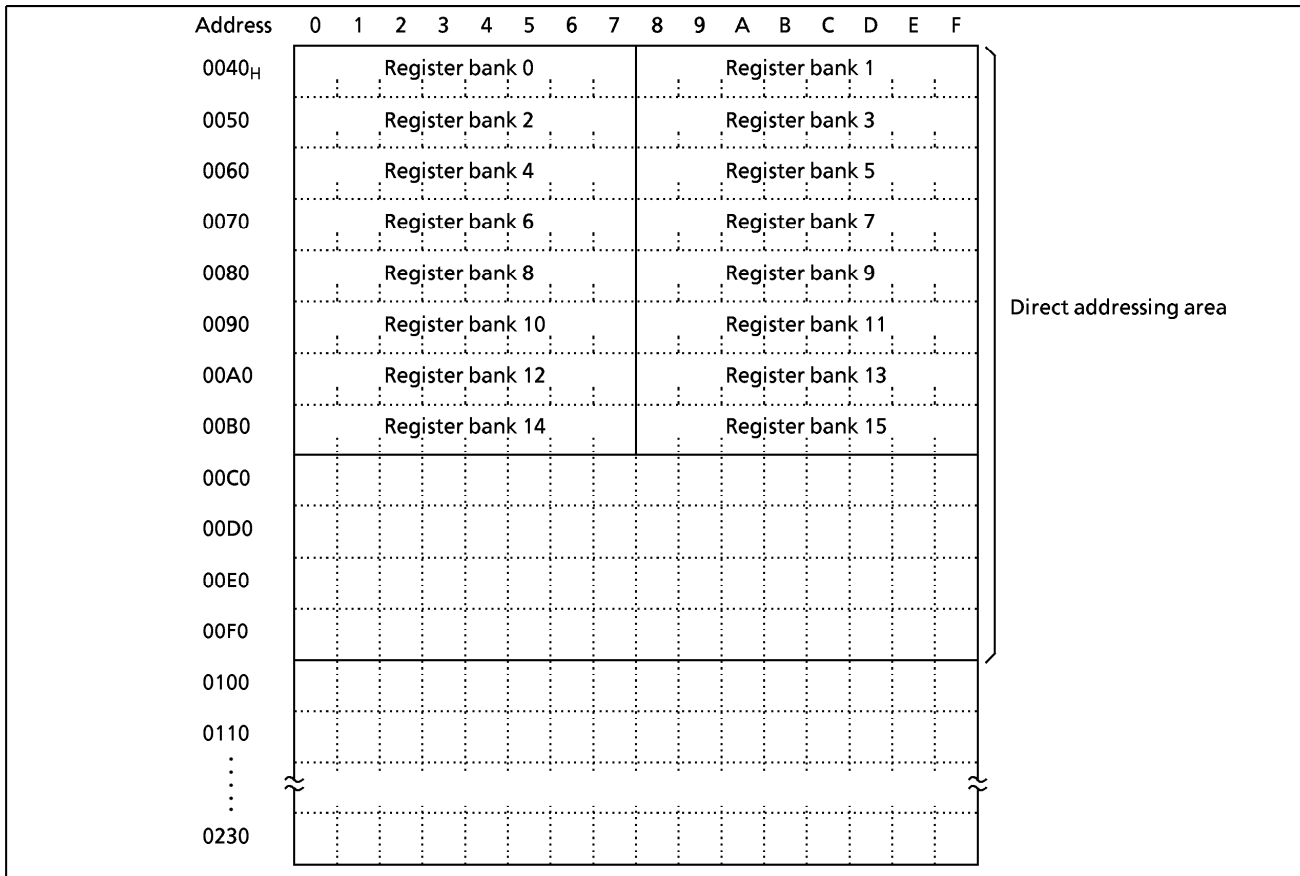 Address 0 1 2 3 4 5 6 7 8 9 A B C D E F
0040H Register bank 0 Register bank 1
0050 Register bank 2 Register bank 3
0060 Register bank 4 Register bank 5
0070 Register bank 6 Register bank 7
0080 Register bank 8 Register bank 9
Direct addressing area
0090 Register bank 10 Register bank 11
00A0 Register bank 12 Register bank 13
00B0 Register bank 14 Register bank 15
00C0
00D0
00E0
00F0
0100
0110
0230